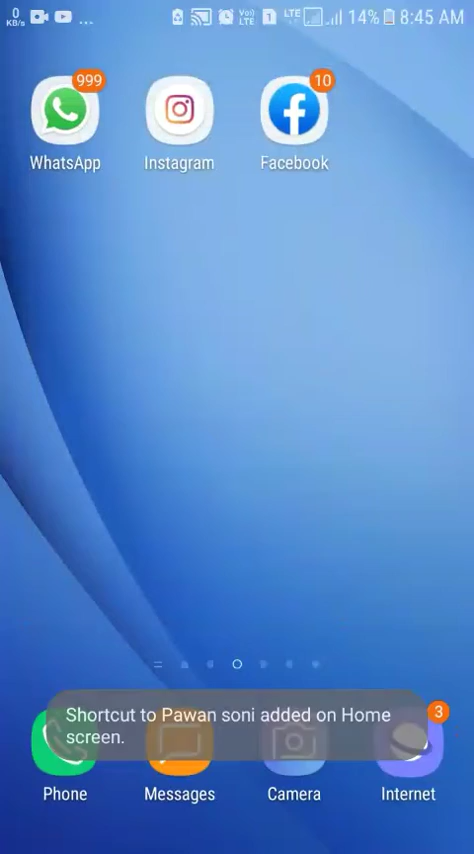 0
KB/s
...
Vo))
LTE
1
LTE
14%
8:45 AM
999
10
WhatsApp
Instagram
Facebook
Shortcut to Pawan soni added on Home
screen.
3
Phone
Messages
Camera
Internet